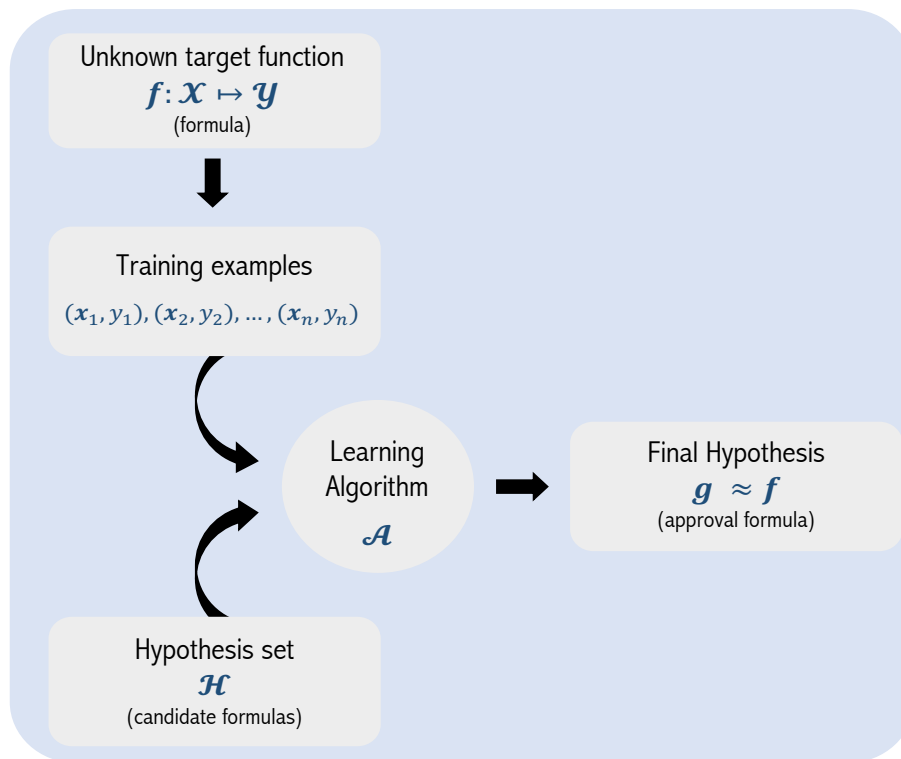 Unknown target function
𝒇: 𝓧 ↦ 𝓨
(formula)
Training examples
(𝒙₁, y₁), (𝒙₂, y₂), … , (𝒙ₙ, yₙ)
Learning
Algorithm
𝓐
Final Hypothesis
𝒈 ≈ 𝒇
(approval formula)
Hypothesis set
𝓗
(candidate formulas)